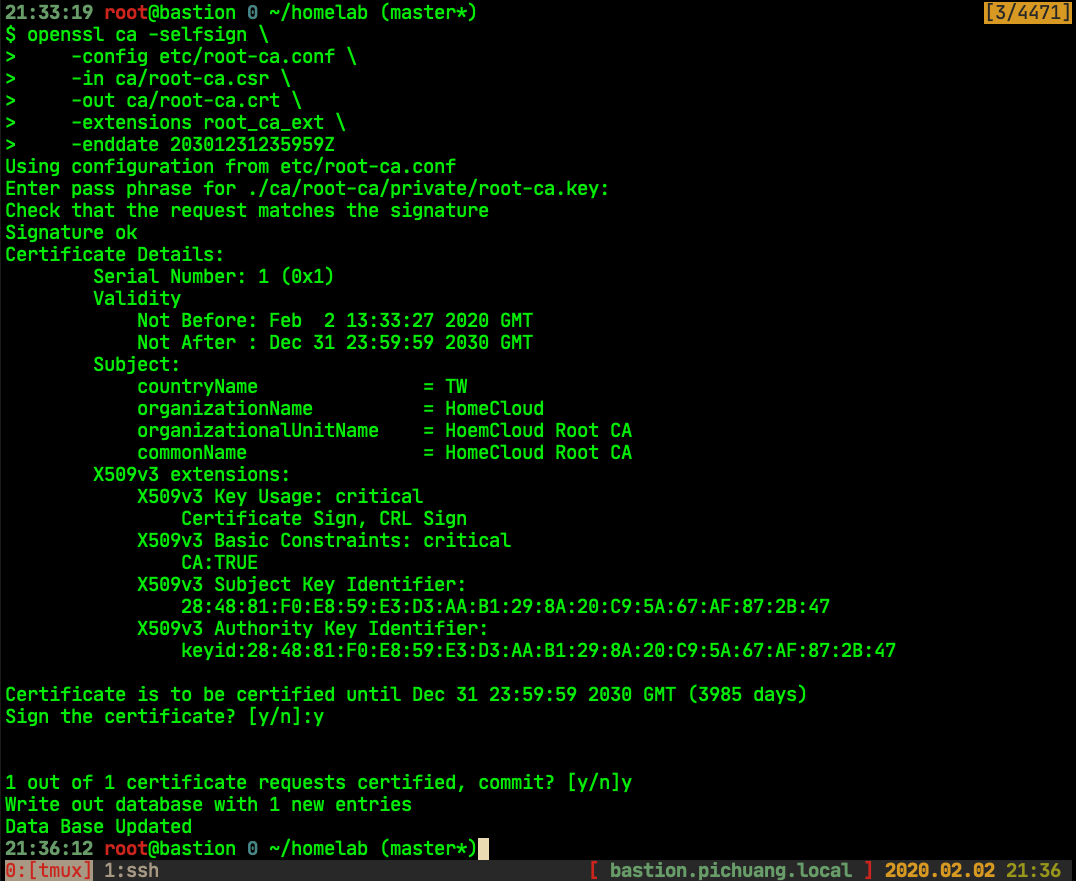 21:33:19 root@bastion 0 ~/homelab (master*) [3/4471]
$ openssl ca -selfsign \
>     -config etc/root-ca.conf \
>     -in ca/root-ca.csr \
>     -out ca/root-ca.crt \
>     -extensions root_ca_ext \
>     -enddate 20301231235959Z
Using configuration from etc/root-ca.conf
Enter pass phrase for ./ca/root-ca/private/root-ca.key:
Check that the request matches the signature
Signature ok
Certificate Details:
        Serial Number: 1 (0x1)
        Validity
            Not Before: Feb  2 13:33:27 2020 GMT
            Not After : Dec 31 23:59:59 2030 GMT
        Subject:
            countryName               = TW
            organizationName          = HomeCloud
            organizationalUnitName    = HoemCloud Root CA
            commonName                = HomeCloud Root CA
        X509v3 extensions:
            X509v3 Key Usage: critical
                Certificate Sign, CRL Sign
            X509v3 Basic Constraints: critical
                CA:TRUE
            X509v3 Subject Key Identifier:
                28:48:81:F0:E8:59:E3:D3:AA:B1:29:8A:20:C9:5A:67:AF:87:2B:47
            X509v3 Authority Key Identifier:
                keyid:28:48:81:F0:E8:59:E3:D3:AA:B1:29:8A:20:C9:5A:67:AF:87:2B:47
Certificate is to be certified until Dec 31 23:59:59 2030 GMT (3985 days)
Sign the certificate? [y/n]:y
1 out of 1 certificate requests certified, commit? [y/n]y
Write out database with 1 new entries
Data Base Updated
21:36:12 root@bastion 0 ~/homelab (master*)
0:[tmux] 1:ssh [ bastion.pichuang.local ] 2020.02.02 21:36